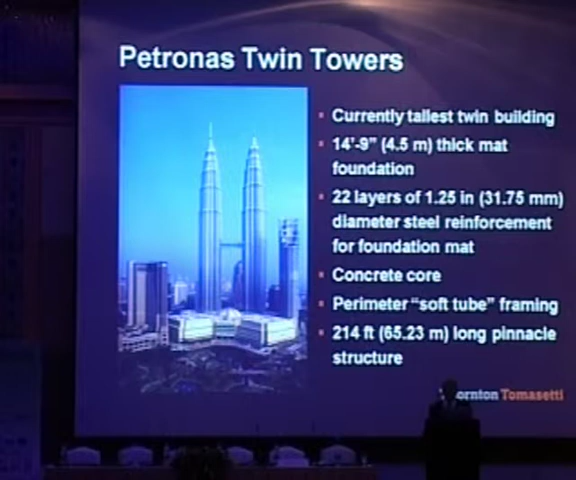 Petronas Twin Towers
Currently tallest twin building
14'-9" (4.5 m) thick mat
foundation
22 layers of 1.25 in (31.75 mm)
diameter steel reinforcement
for foundation mat
Concrete core
Perimeter "soft tube" framing
214 ft (65.23 m) long pinnacle
structure
ornton Tomasetti